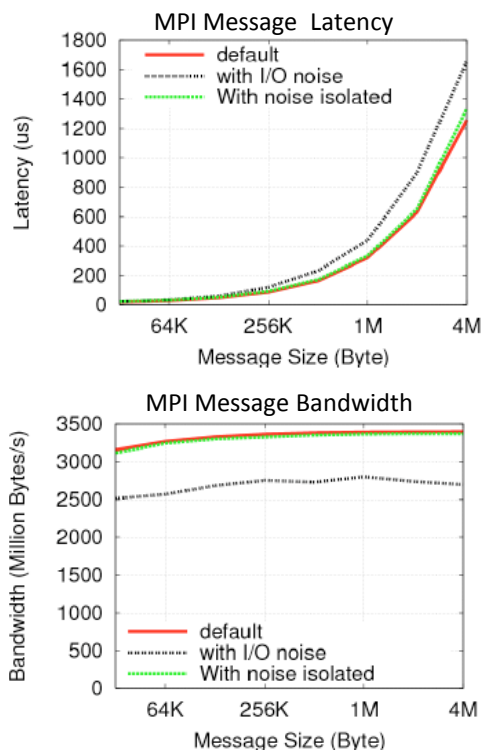 MPI Message Latency
1800
1600
1400
1200
1000
800
600
400
200
0
Latency (us)
default
with I/O noise
With noise isolated
64K 256K 1M 4M
Message Size (Byte)
MPI Message Bandwidth
3500
3000
2500
2000
1500
1000
500
0
Bandwidth (Million Bytes/s)
default
with I/O noise
With noise isolated
64K 256K 1M 4M
Message Size (Byte)